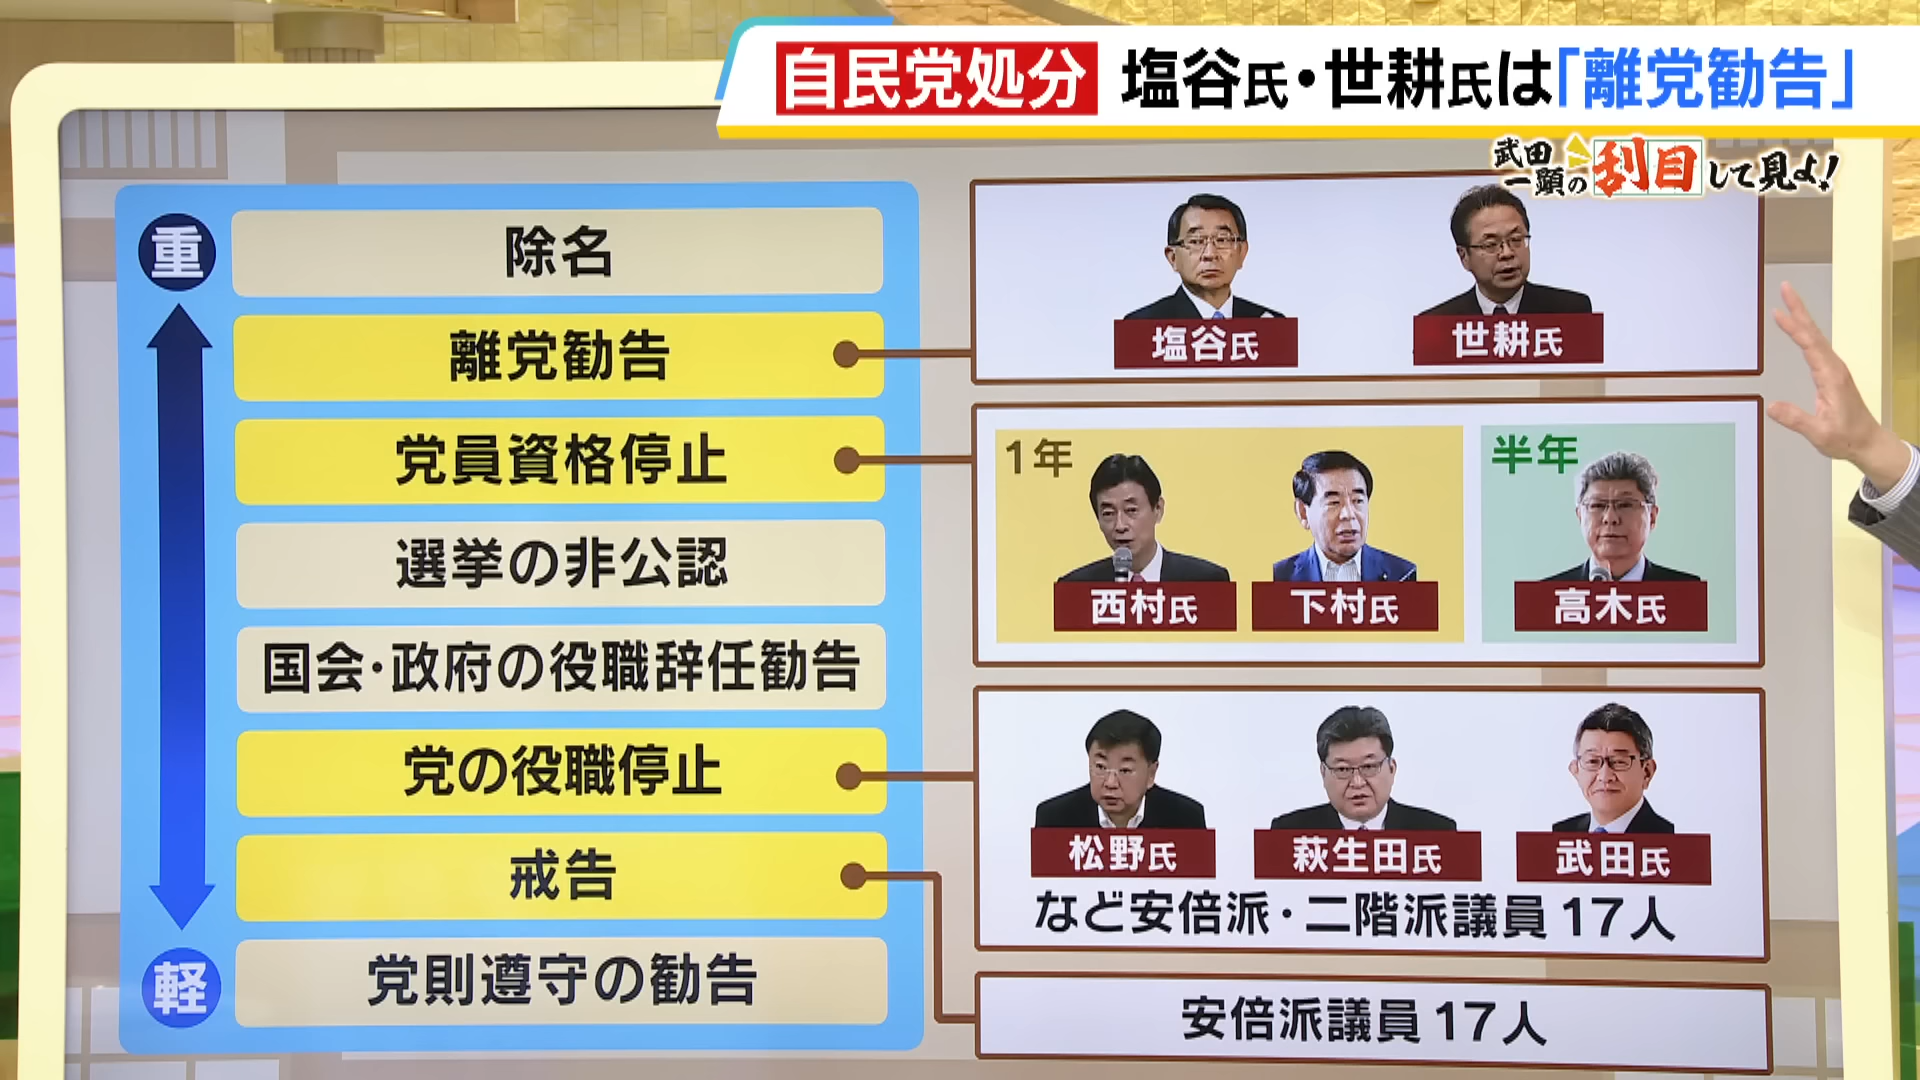 自民党処分 塩谷氏・世耕氏は「離党勧告」
武田一顕の刮目して見よ!
重
除名
離党勧告
党員資格停止
選挙の非公認
国会・政府の役職辞任勧告
党の役職停止
戒告
党則遵守の勧告
軽
塩谷氏
世耕氏
1年
西村氏
下村氏
半年
高木氏
松野氏
萩生田氏
武田氏
など安倍派・二階派議員17人
安倍派議員17人